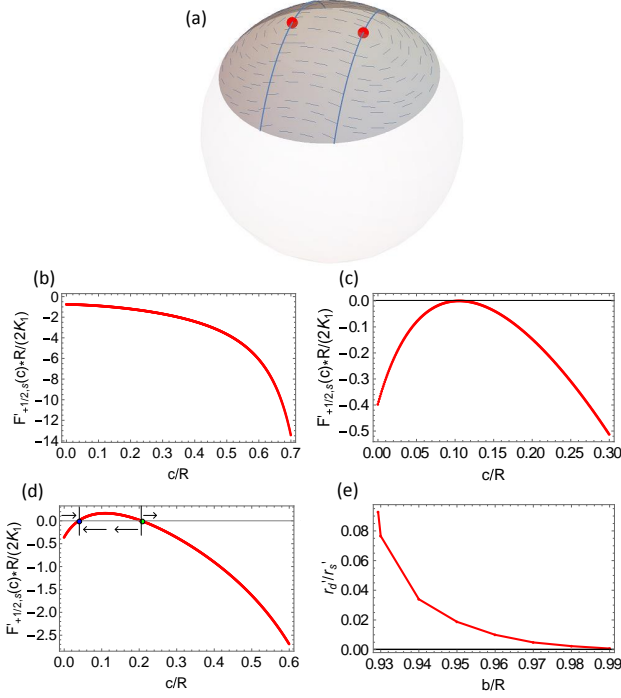 (a)
(b)
(c)
F'+1/2,s(c)*R/(2K1)
0
−2
−4
−6
−8
−10
−12
−14
0.0 0.1 0.2 0.3 0.4 0.5 0.6 0.7
c/R
F'+1/2,s(c)*R/(2K1)
0.0
−0.1
−0.2
−0.3
−0.4
−0.5
0.00 0.05 0.10 0.15 0.20 0.25 0.30
c/R
(d)
(e)
F'+1/2,s(c)*R/(2K1)
0.0
−0.5
−1.0
−1.5
−2.0
−2.5
0.0 0.1 0.2 0.3 0.4 0.5 0.6
c/R
rd'/rs'
0.08
0.06
0.04
0.02
0.00
0.93 0.94 0.95 0.96 0.97 0.98 0.99
b/R